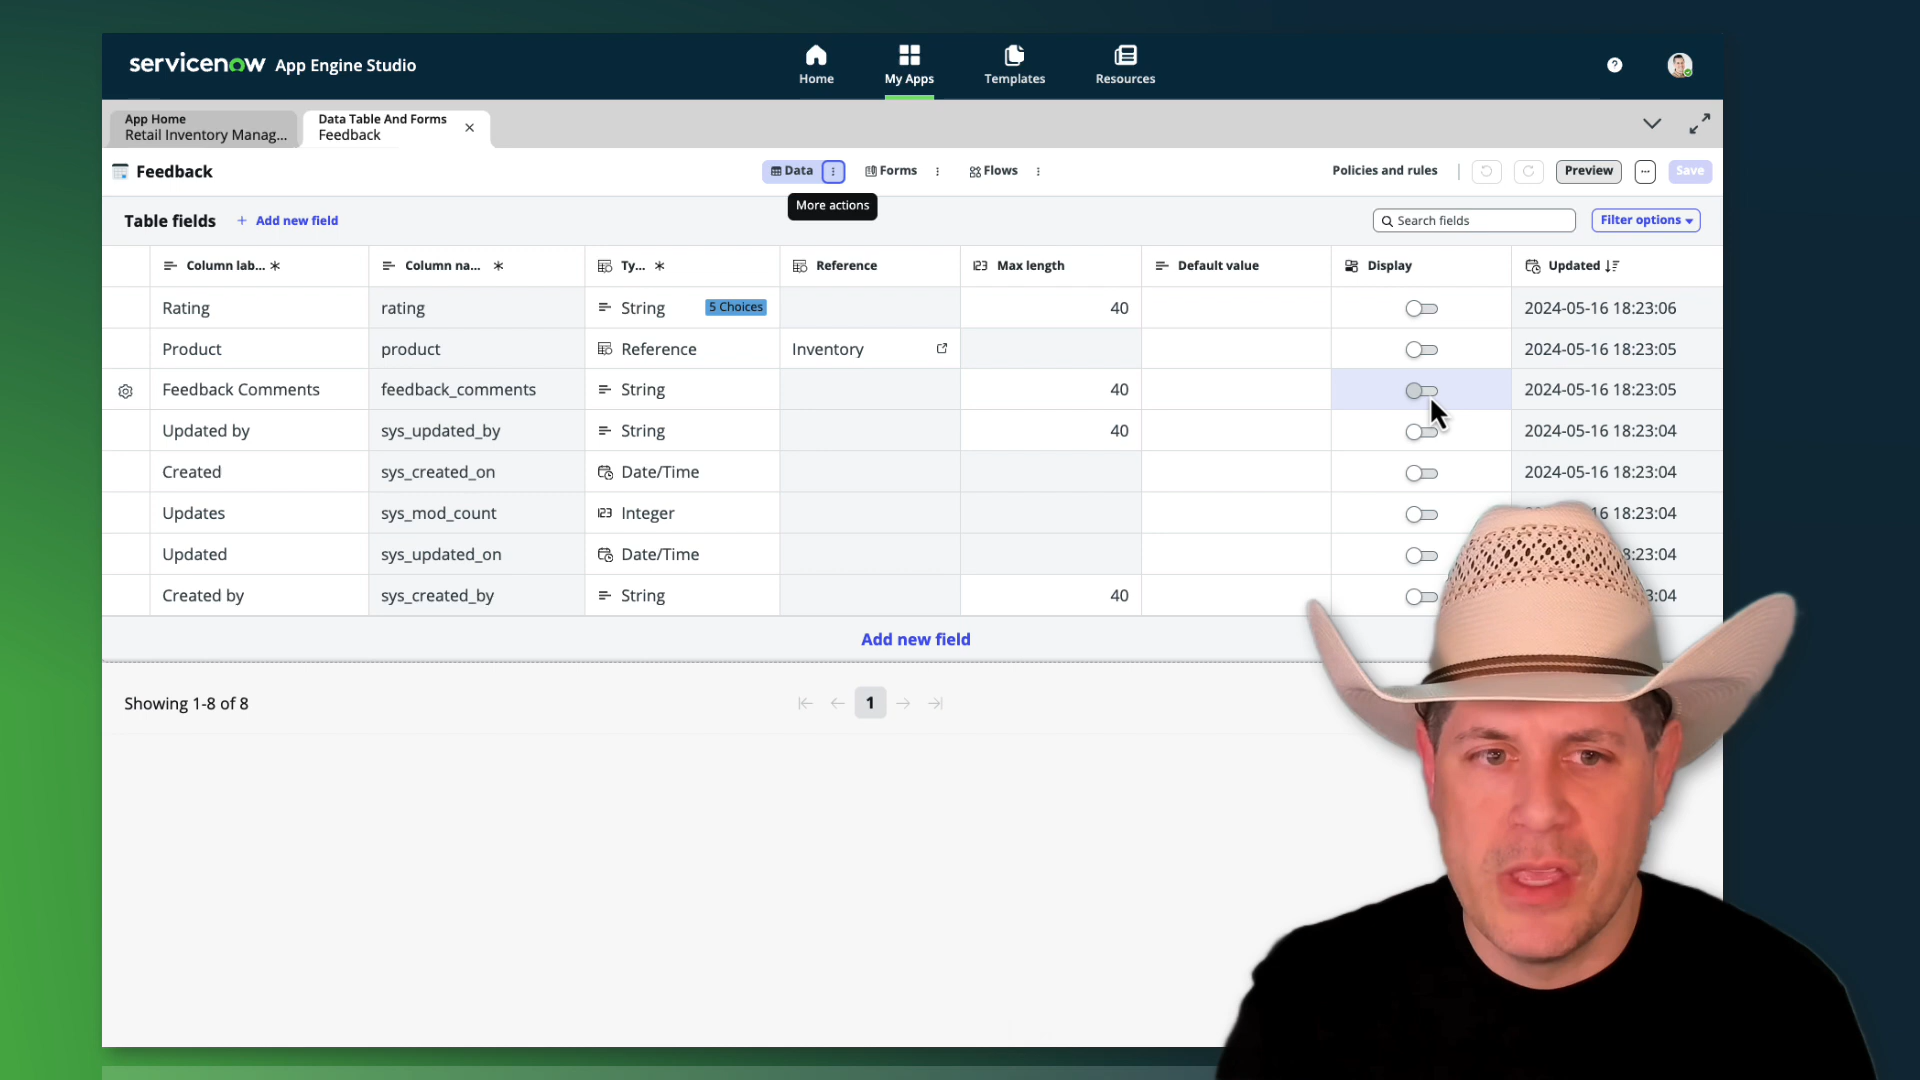 servicenow App Engine Studio
Home
My Apps
Templates
Resources
App Home
Retail Inventory Manag...
Data Table And Forms
Feedback
Feedback
Data
Forms
Flows
Policies and rules
Preview
Save
More actions
Table fields
+ Add new field
Search fields
Filter options
Column lab... *
Column na... *
Ty... *
Reference
Max length
Default value
Display
Updated
Rating rating String 5 Choices 40 2024-05-16 18:23:06
Product product Reference Inventory 2024-05-16 18:23:05
Feedback Comments feedback_comments String 40 2024-05-16 18:23:05
Updated by sys_updated_by String 40 2024-05-16 18:23:04
Created sys_created_on Date/Time 2024-05-16 18:23:04
Updates sys_mod_count Integer 16 18:23:04
Updated sys_updated_on Date/Time 3:23:04
Created by sys_created_by String 40 3:04
Add new field
Showing 1-8 of 8
1